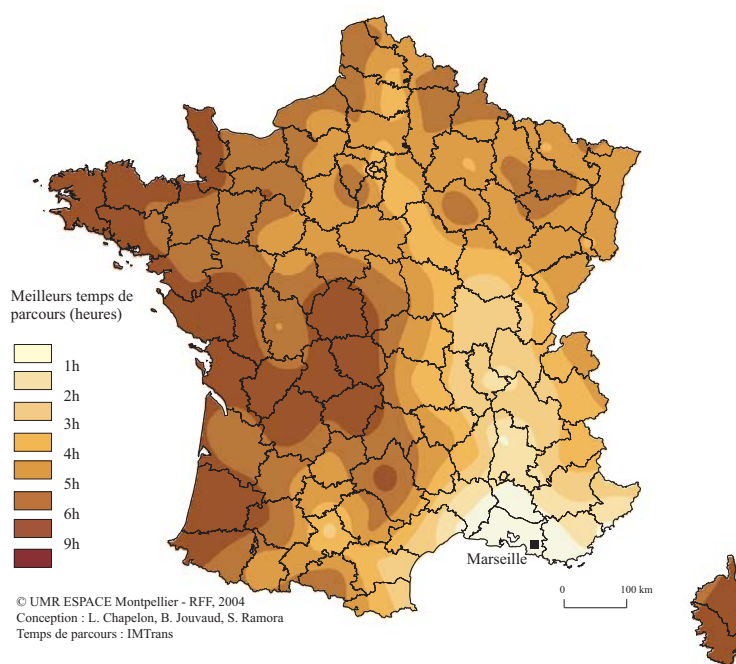 Meilleurs temps de
parcours (heures)
1h
2h
3h
4h
5h
6h
9h
Marseille
0 100 km
© UMR ESPACE Montpellier - RFF, 2004
Conception : L. Chapelon, B. Jouvaud, S. Ramora
Temps de parcours : IMTrans